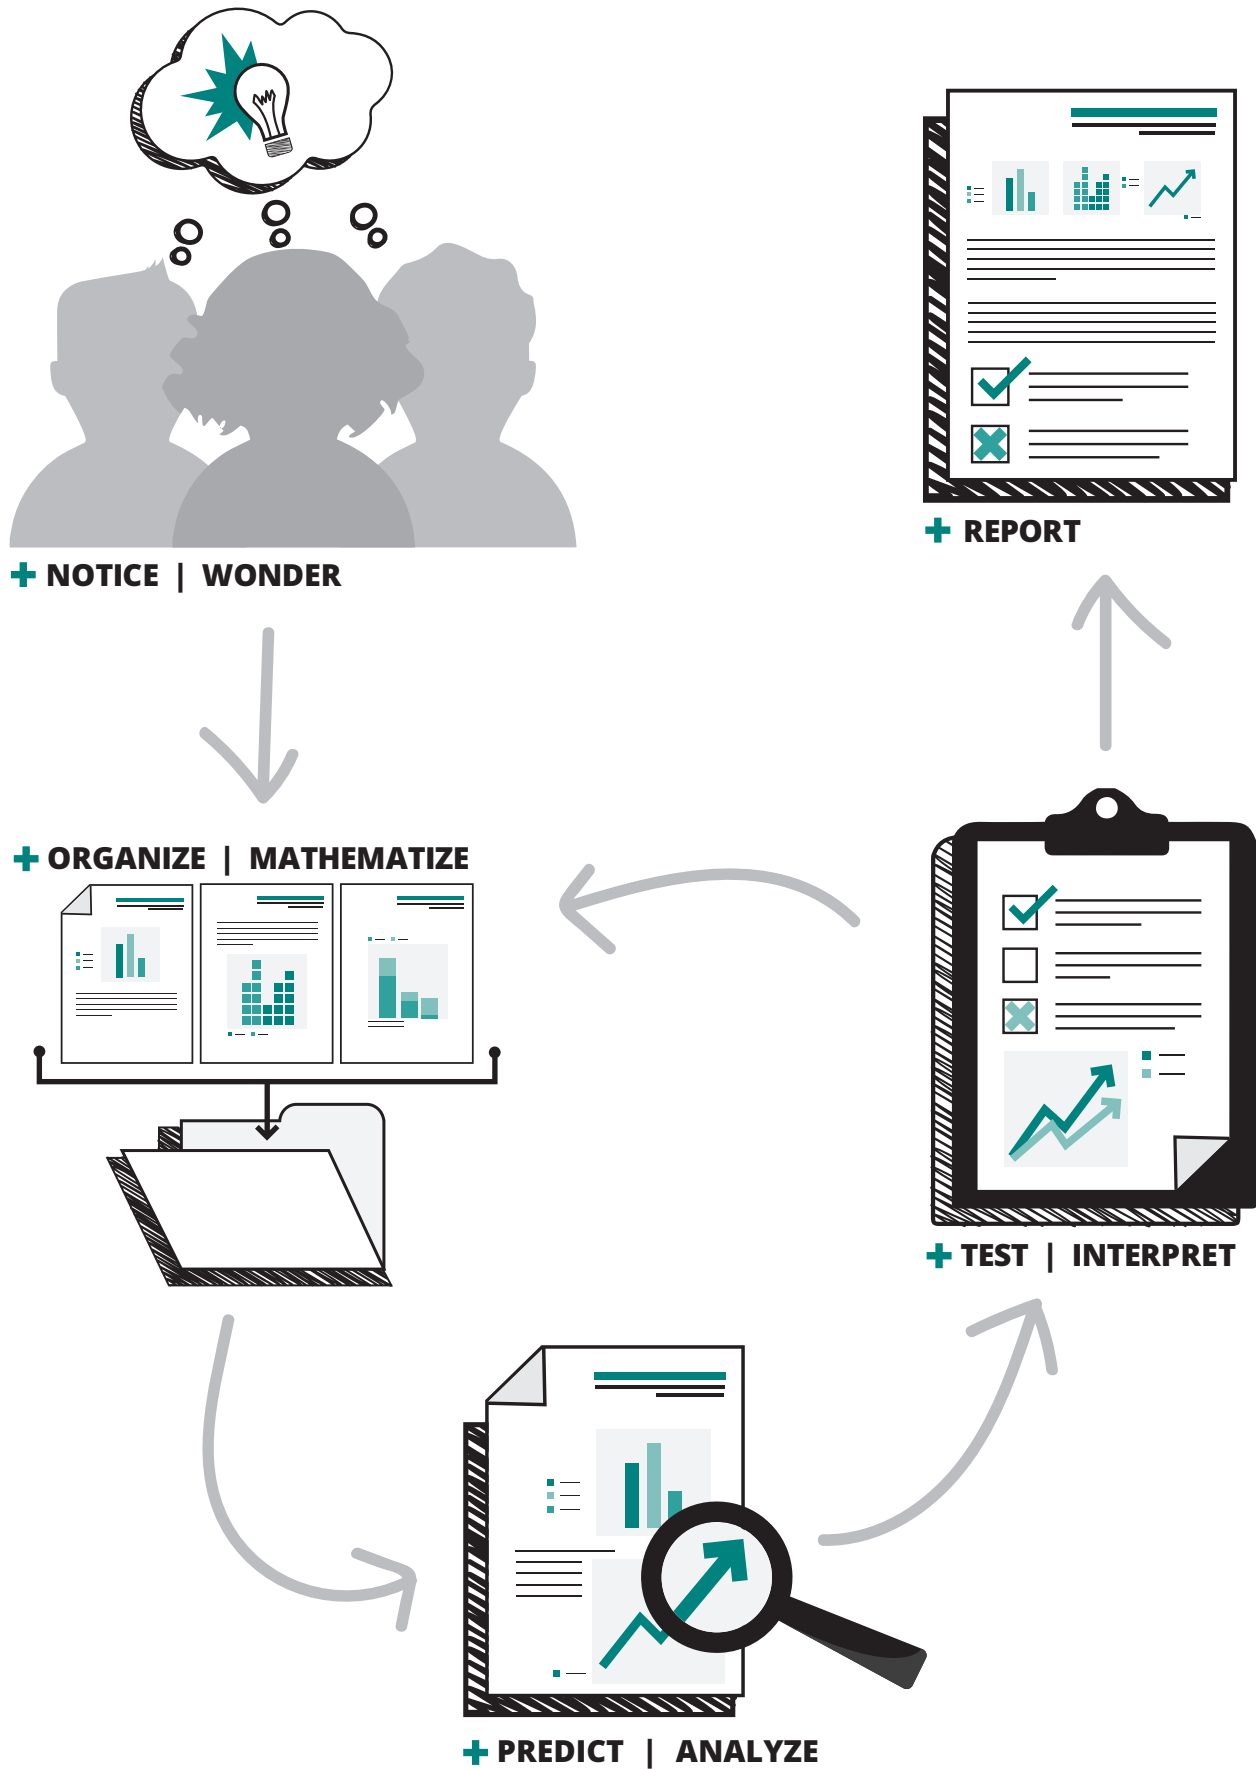 + NOTICE | WONDER
+ ORGANIZE | MATHEMATIZE
+ PREDICT | ANALYZE
+ TEST | INTERPRET
+ REPORT